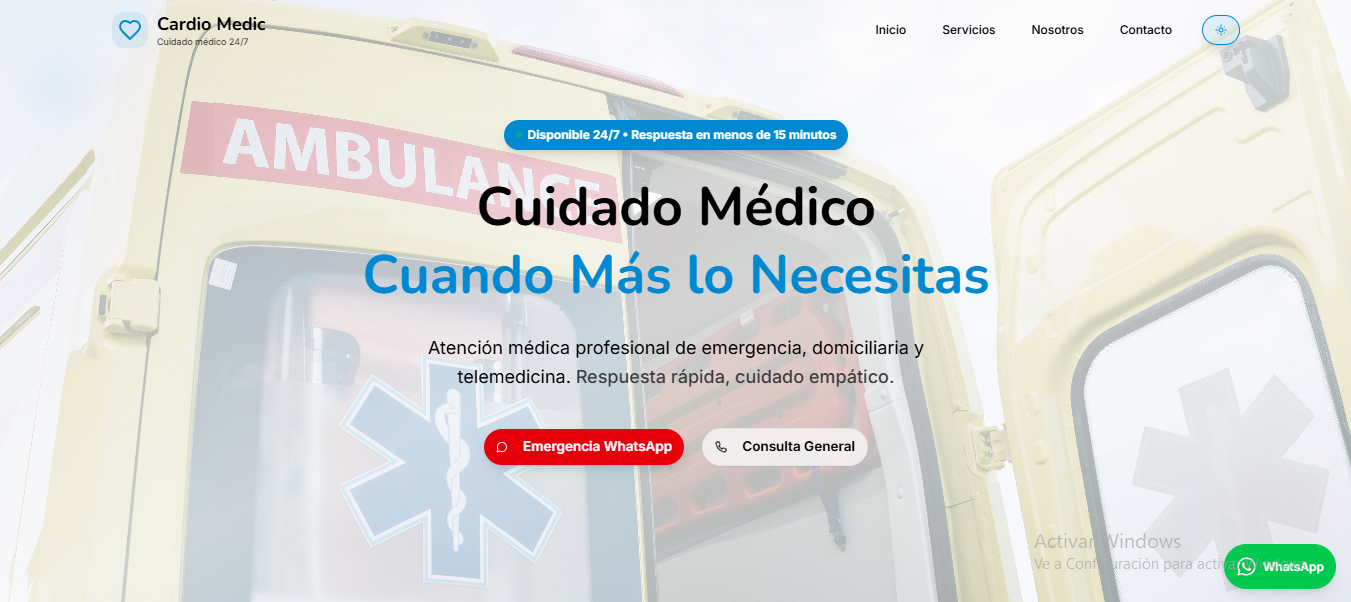 Cardio Medic
Cuidado médico 24/7
Inicio
Servicios
Nosotros
Contacto
AMBULANCE
Disponible 24/7 • Respuesta en menos de 15 minutos
Cuidado Médico
Cuando Más lo Necesitas
Atención médica profesional de emergencia, domiciliaria y
telemedicina. Respuesta rápida, cuidado empático.
Emergencia WhatsApp
Consulta General
Activar Windows
Ve a Configuración para activar Windows.
WhatsApp